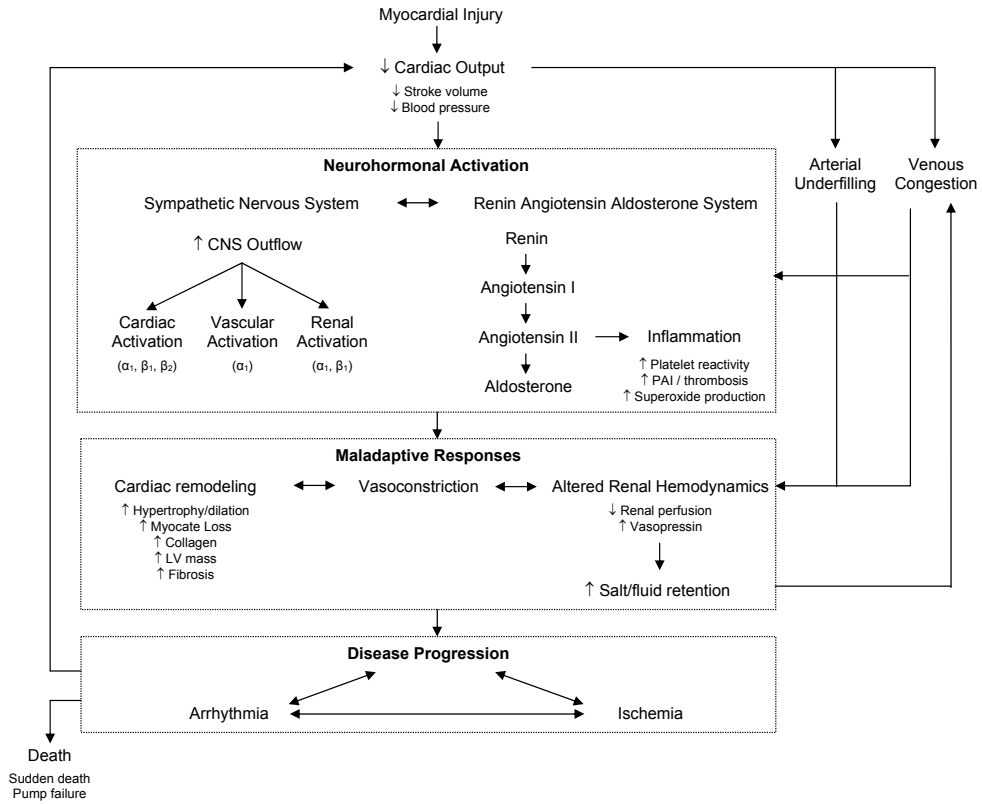 Myocardial Injury
↓ Cardiac Output
↓ Stroke volume
↓ Blood pressure
Neurohormonal Activation
Sympathetic Nervous System
Renin Angiotensin Aldosterone System
↑ CNS Outflow
Cardiac
Activation
(α₁, β₁, β₂)
Vascular
Activation
(α₁)
Renal
Activation
(α₁, β₁)
Renin
Angiotensin I
Angiotensin II
Aldosterone
Inflammation
↑ Platelet reactivity
↑ PAI / thrombosis
↑ Superoxide production
Arterial
Underfilling
Venous
Congestion
Maladaptive Responses
Cardiac remodeling
↑ Hypertrophy/dilation
↑ Myocate Loss
↑ Collagen
↑ LV mass
↑ Fibrosis
Vasoconstriction
Altered Renal Hemodynamics
↓ Renal perfusion
↑ Vasopressin
↑ Salt/fluid retention
Disease Progression
Arrhythmia
Ischemia
Death
Sudden death
Pump failure